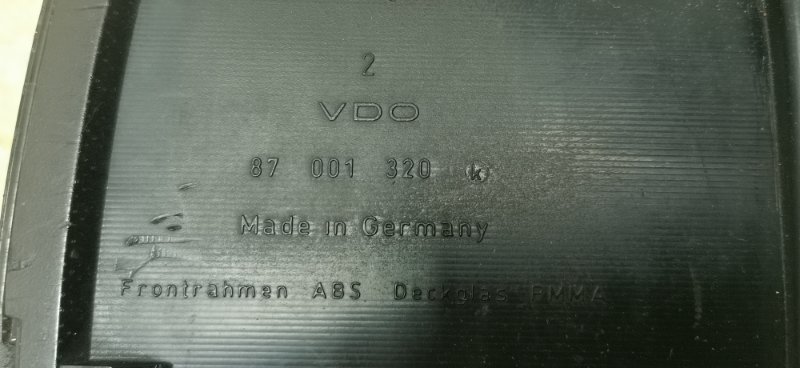 2
VDO
87 001 320 k
Made in Germany
Frontrahmen ABS Deckglas PMMA